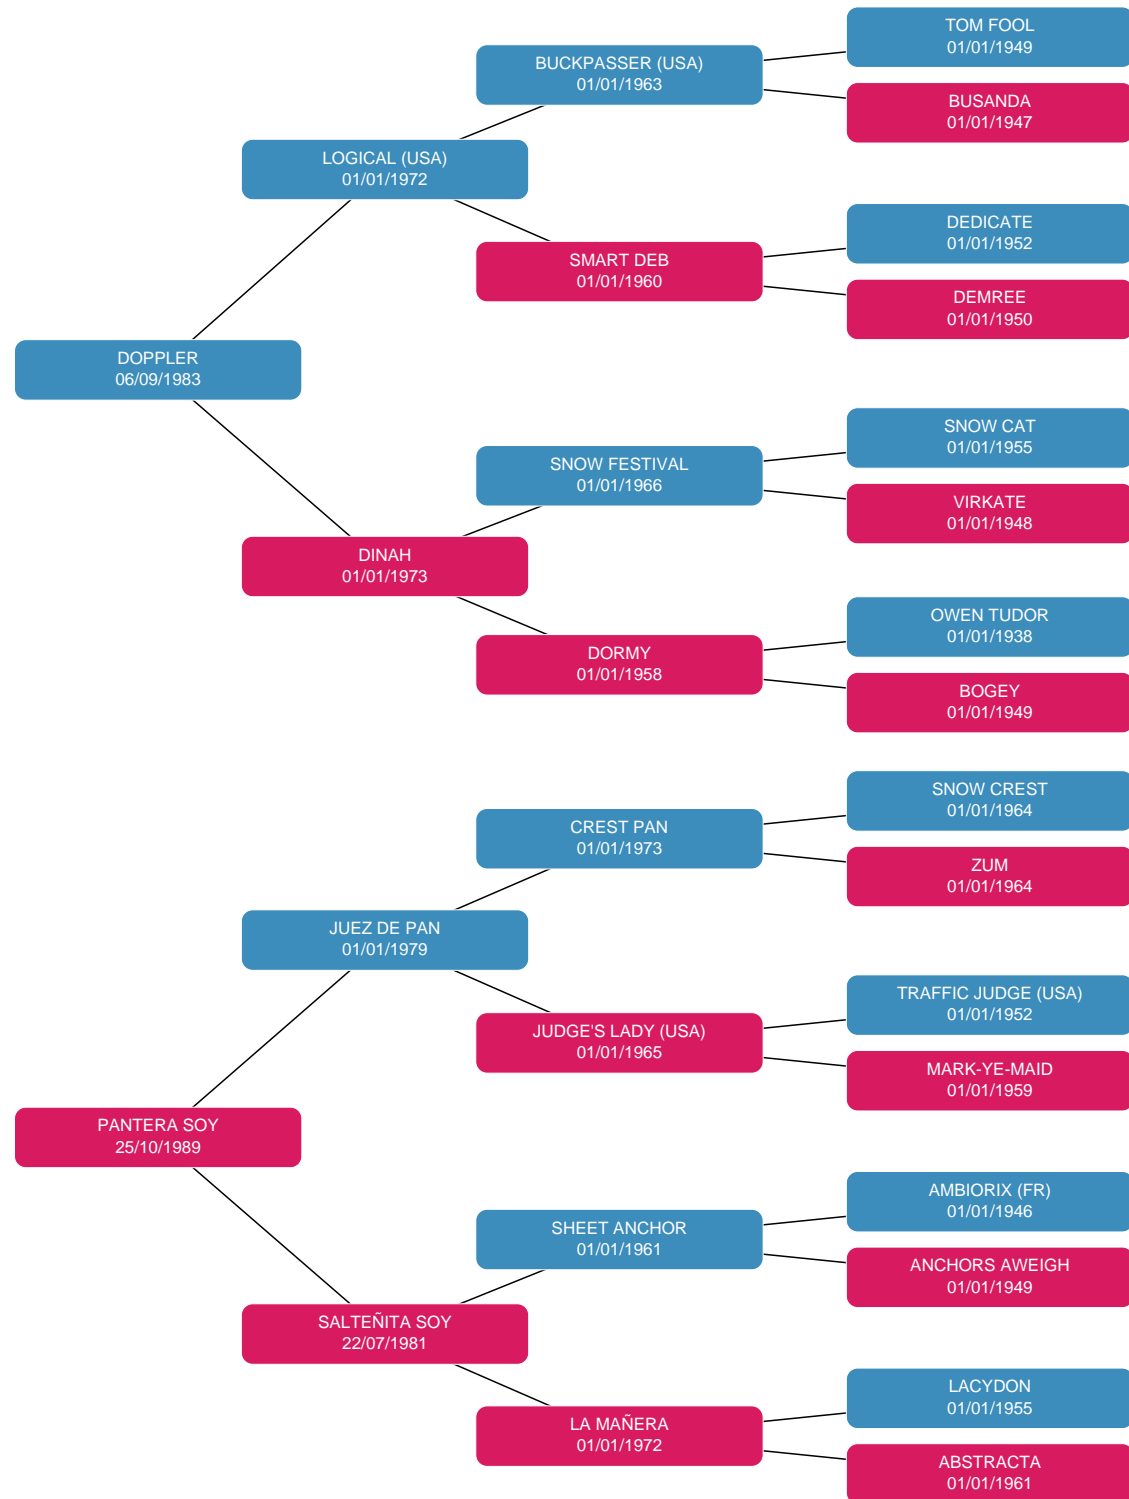 TOM FOOL
01/01/1949
BUCKPASSER (USA)
01/01/1963
BUSANDA
01/01/1947
LOGICAL (USA)
01/01/1972
DEDICATE
01/01/1952
SMART DEB
01/01/1960
DEMREE
01/01/1950
DOPPLER
06/09/1983
SNOW CAT
01/01/1955
SNOW FESTIVAL
01/01/1966
VIRKATE
01/01/1948
DINAH
01/01/1973
OWEN TUDOR
01/01/1938
DORMY
01/01/1958
BOGEY
01/01/1949
SNOW CREST
01/01/1964
CREST PAN
01/01/1973
ZUM
01/01/1964
JUEZ DE PAN
01/01/1979
TRAFFIC JUDGE (USA)
01/01/1952
JUDGE'S LADY (USA)
01/01/1965
MARK-YE-MAID
01/01/1959
PANTERA SOY
25/10/1989
AMBIORIX (FR)
01/01/1946
SHEET ANCHOR
01/01/1961
ANCHORS AWEIGH
01/01/1949
SALTEÑITA SOY
22/07/1981
LACYDON
01/01/1955
LA MAÑERA
01/01/1972
ABSTRACTA
01/01/1961